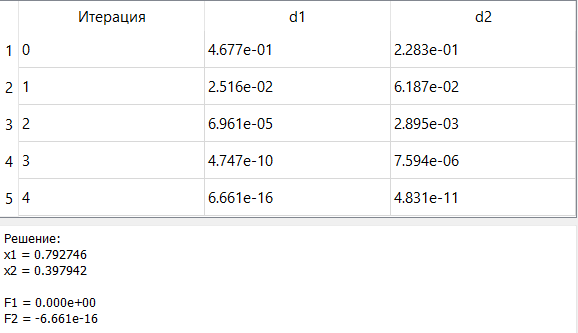 Итерация d1 d2
1 0 4.677e-01 2.283e-01
2 1 2.516e-02 6.187e-02
3 2 6.961e-05 2.895e-03
4 3 4.747e-10 7.594e-06
5 4 6.661e-16 4.831e-11
Решение:
x1 = 0.792746
x2 = 0.397942
F1 = 0.000e+00
F2 = -6.661e-16